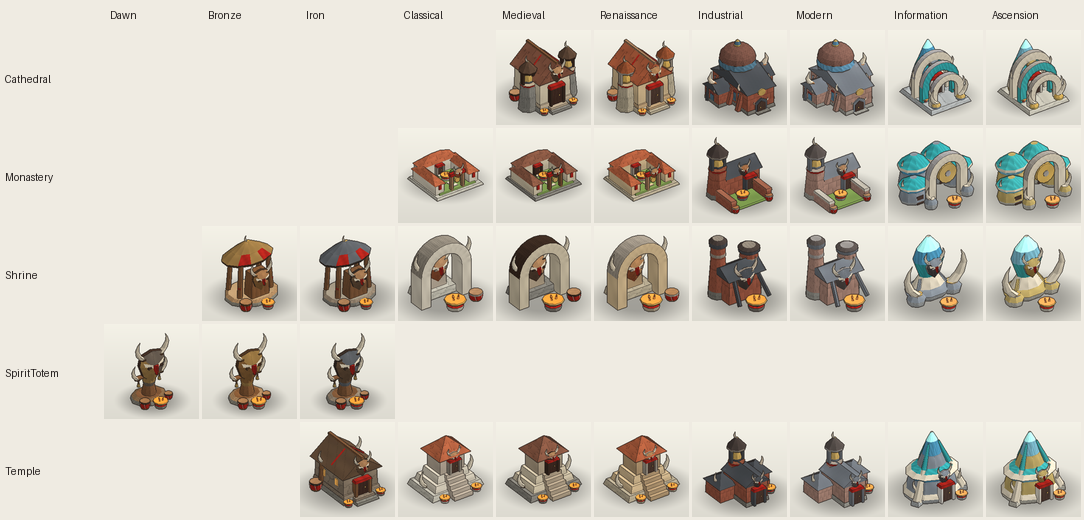 Dawn Bronze Iron Classical Medieval Renaissance Industrial Modern Information Ascension
Cathedral
Monastery
Shrine
SpiritTotem
Temple